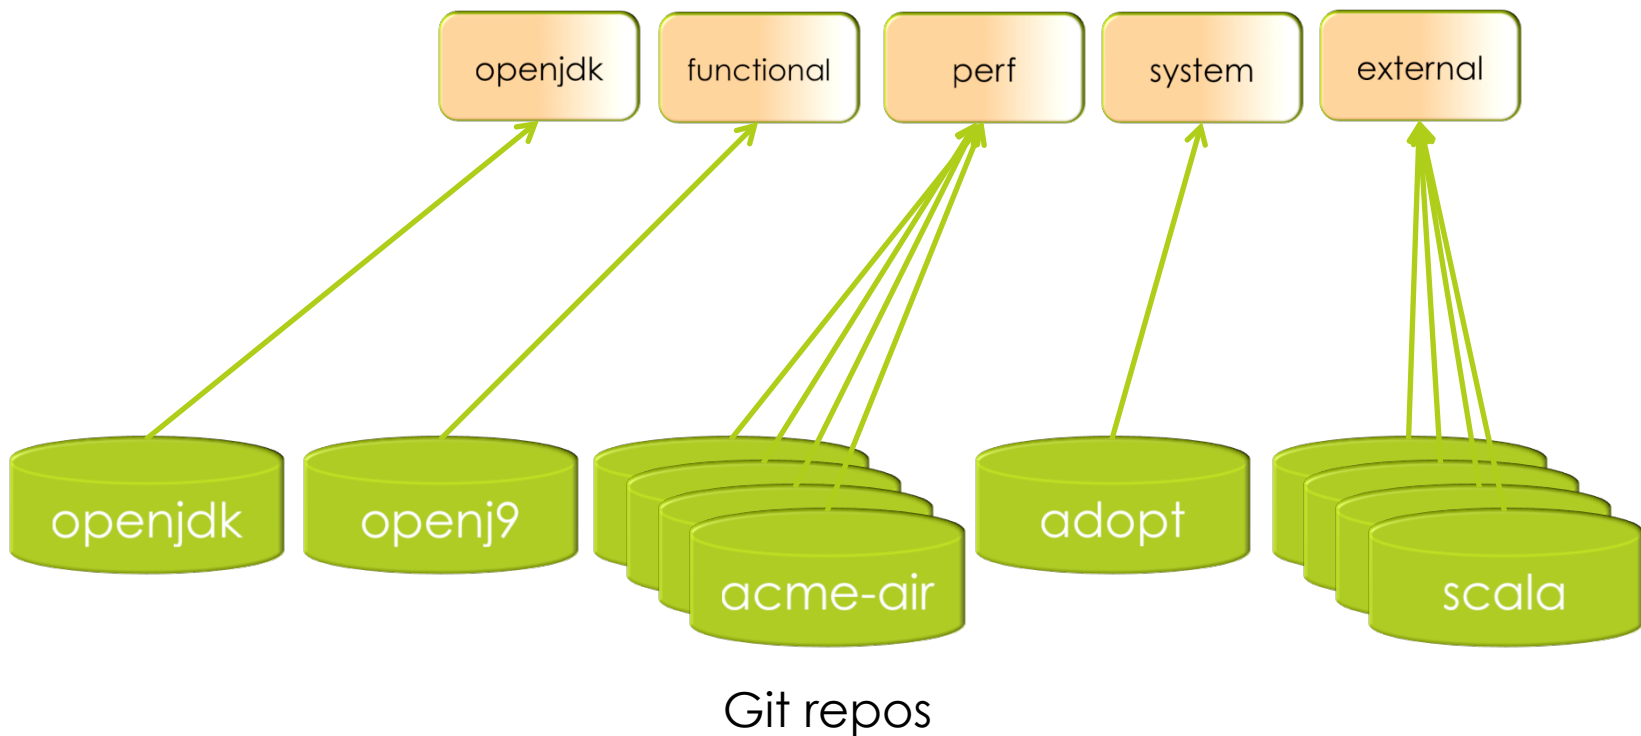 openjdk
functional
perf
system
external
openjdk
openj9
acme-air
adopt
scala
Git repos